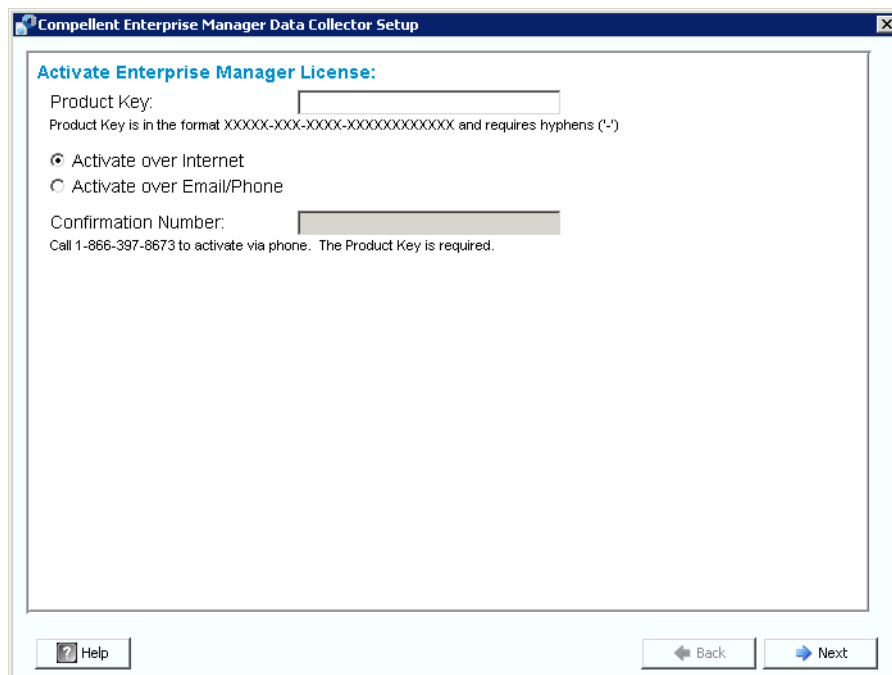 Compellent Enterprise Manager Data Collector Setup
Activate Enterprise Manager License:
Product Key:
Product Key is in the format XXXXX-XXX-XXXX-XXXXXXXXXXXX and requires hyphens ('-')
Activate over Internet
Activate over Email/Phone
Confirmation Number:
Call 1-866-397-8673 to activate via phone.  The Product Key is required.
? Help
Back
Next